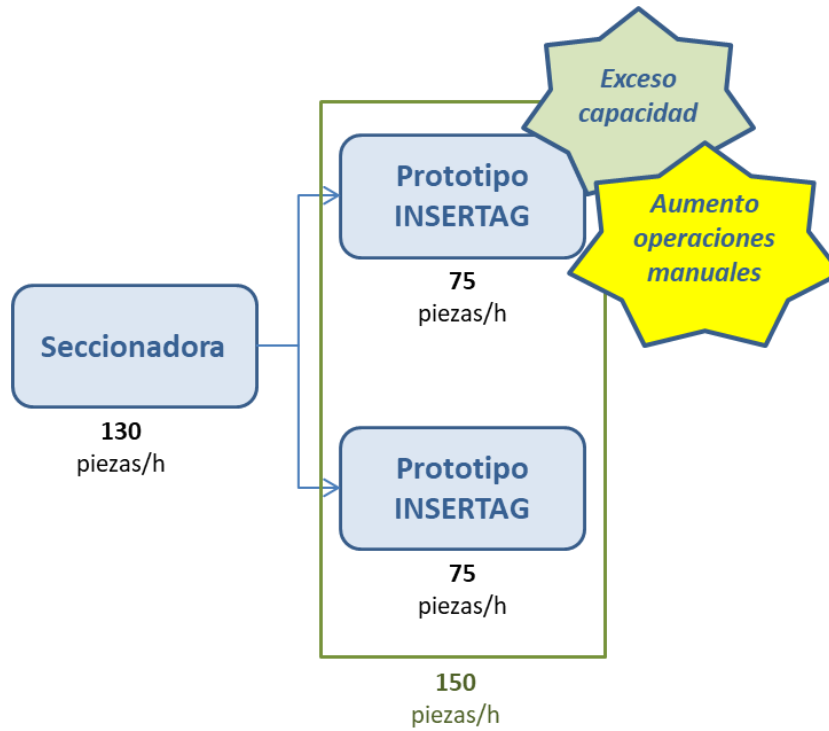 Exceso
capacidad
Prototipo
INSERTAG
Aumento
operaciones
manuales
75
piezas/h
Seccionadora
130
piezas/h
Prototipo
INSERTAG
75
piezas/h
150
piezas/h